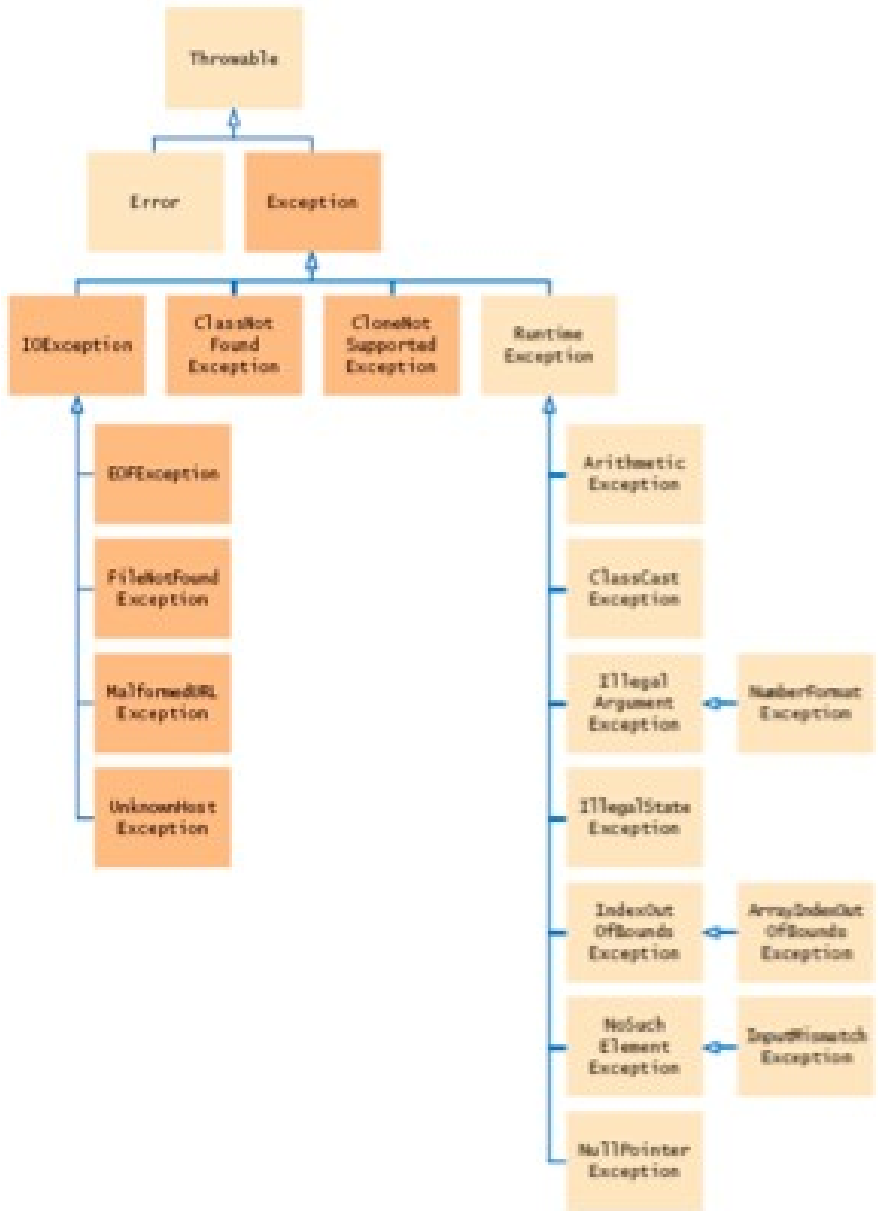 Throwable
Error
Exception
IOException
ClassNot
Found
Exception
CloneNot
Supported
Exception
Runtime
Exception
EOFException
FileNotFound
Exception
MalformedURL
Exception
UnknownHost
Exception
Arithmetic
Exception
ClassCast
Exception
Illegal
Argument
Exception
NumberFormat
Exception
IllegalState
Exception
IndexOut
OfBounds
Exception
ArrayIndexOut
OfBounds
Exception
NoSuch
Element
Exception
InputMismatch
Exception
NullPointer
Exception